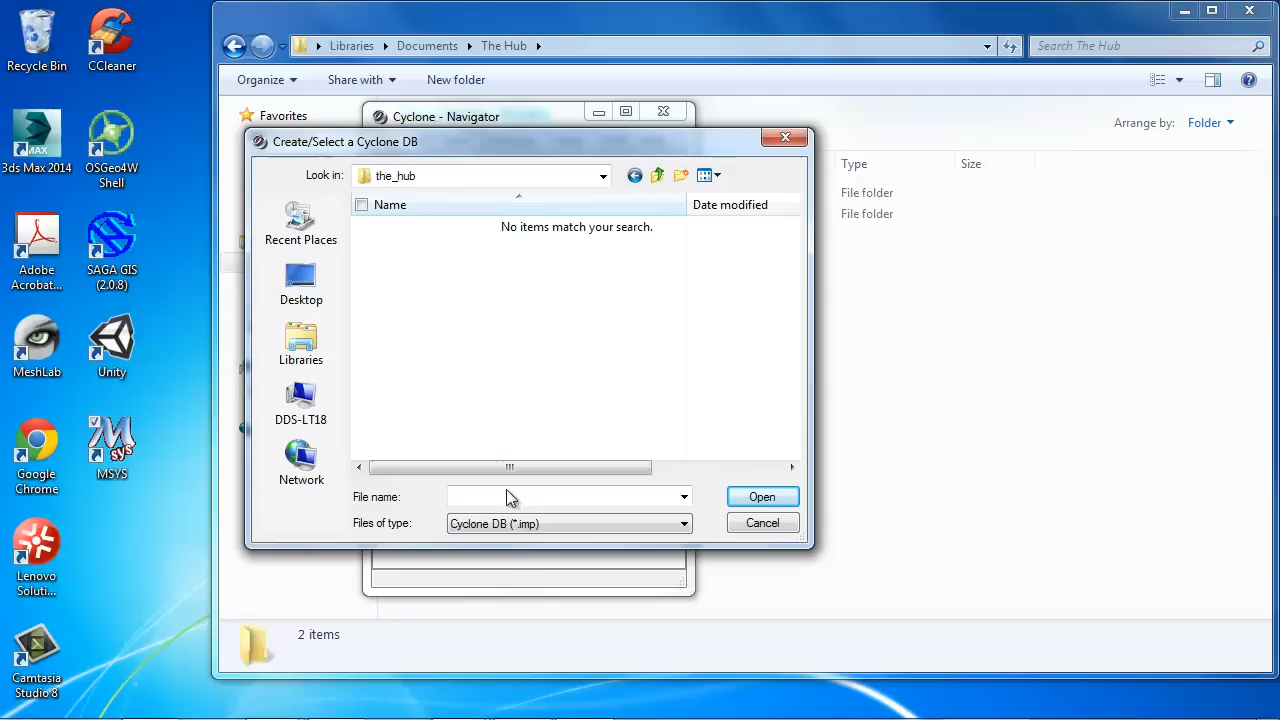 Recycle Bin
CCleaner
3ds Max 2014
OSGeo4W
Shell
Adobe
Acrobat...
SAGA GIS
(2.0.8)
MeshLab
Unity
Google
Chrome
MSYS
Lenovo
Soluti...
Camtasia
Studio 8
Libraries
Documents
The Hub
Search The Hub
Organize
Share with
New folder
Favorites
Arrange by:
Folder
Type
Size
File folder
File folder
Cyclone - Navigator
Create/Select a Cyclone DB
Look in:
the_hub
Name
Date modified
No items match your search.
Recent Places
Desktop
Libraries
DDS-LT18
Network
File name:
Open
Files of type:
Cyclone DB (*.imp)
Cancel
2 items